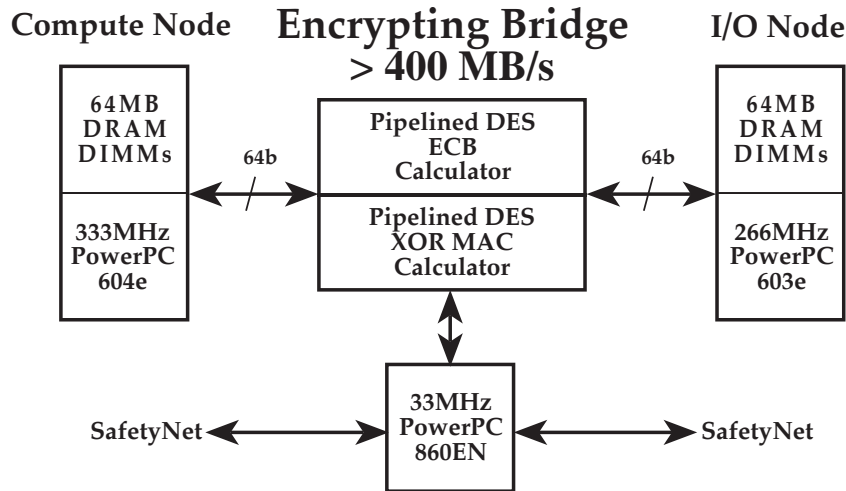 Compute Node
Encrypting Bridge
> 400 MB/s
I/O Node
64MB
DRAM
DIMMs
333MHz
PowerPC
604e
64b
Pipelined DES
ECB
Calculator
Pipelined DES
XOR MAC
Calculator
64b
64MB
DRAM
DIMMs
266MHz
PowerPC
603e
SafetyNet
33MHz
PowerPC
860EN
SafetyNet